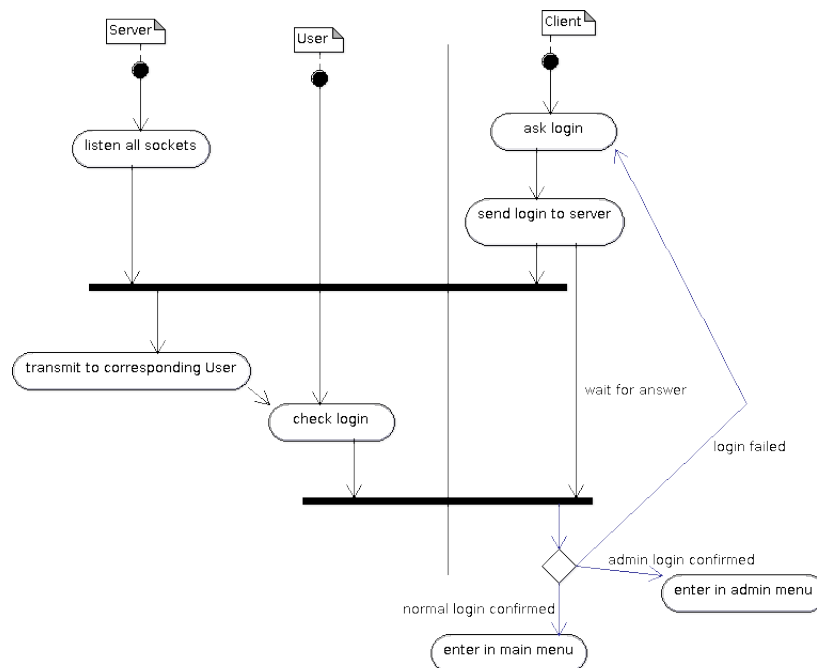 Server
User
Client
ask login
listen all sockets
send login to server
transmit to corresponding User
wait for answer
check login
login failed
admin login confirmed
enter in admin menu
normal login confirmed
enter in main menu